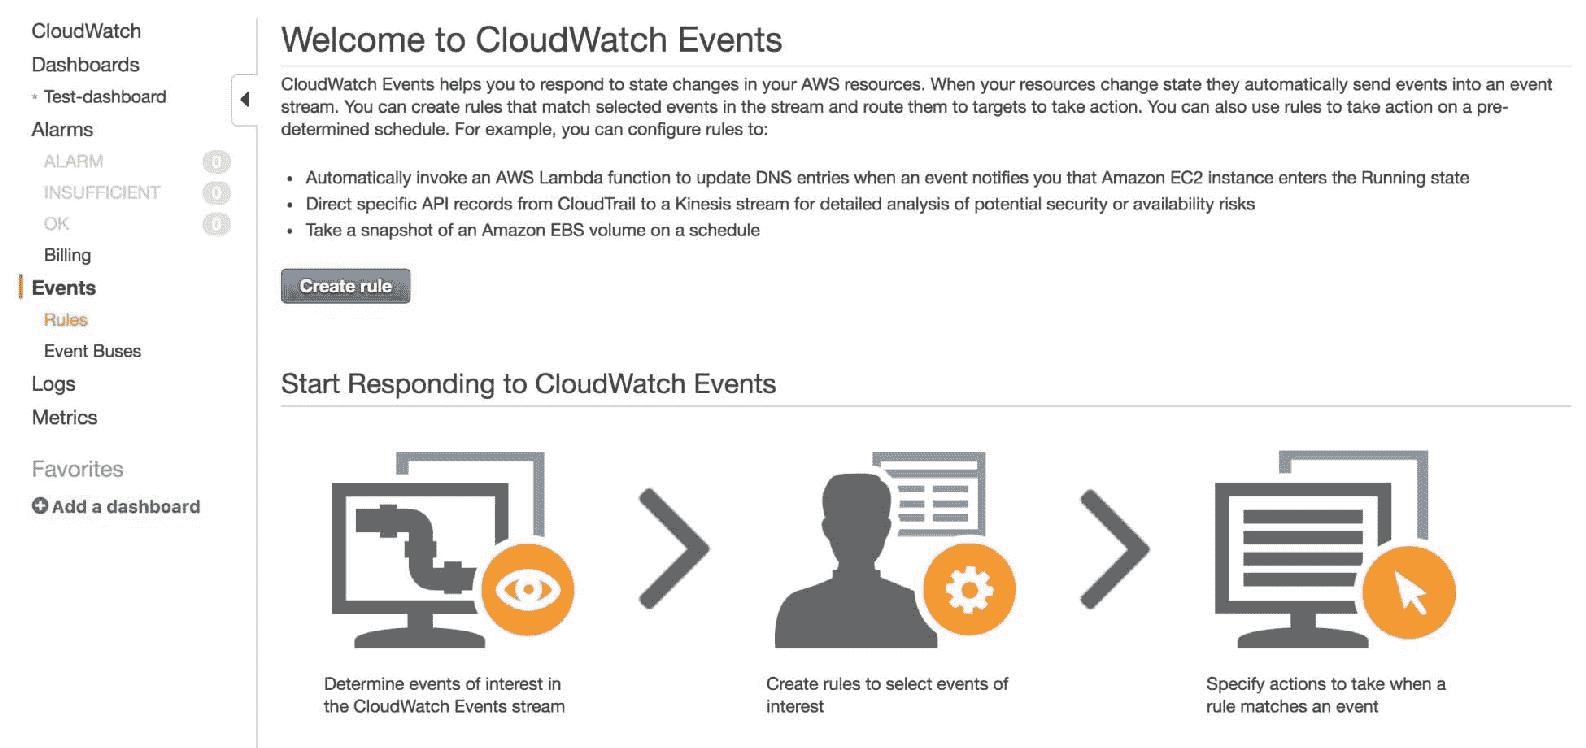 CloudWatch
Dashboards
Test-dashboard
Alarms
ALARM 0
INSUFFICIENT 0
OK 0
Billing
Events
Rules
Event Buses
Logs
Metrics
Favorites
Add a dashboard
Welcome to CloudWatch Events
CloudWatch Events helps you to respond to state changes in your AWS resources. When your resources change state they automatically send events into an event
stream. You can create rules that match selected events in the stream and route them to targets to take action. You can also use rules to take action on a pre-
determined schedule. For example, you can configure rules to:
• Automatically invoke an AWS Lambda function to update DNS entries when an event notifies you that Amazon EC2 instance enters the Running state
• Direct specific API records from CloudTrail to a Kinesis stream for detailed analysis of potential security or availability risks
• Take a snapshot of an Amazon EBS volume on a schedule
Create rule
Start Responding to CloudWatch Events
Determine events of interest in
the CloudWatch Events stream
Create rules to select events of
interest
Specify actions to take when a
rule matches an event